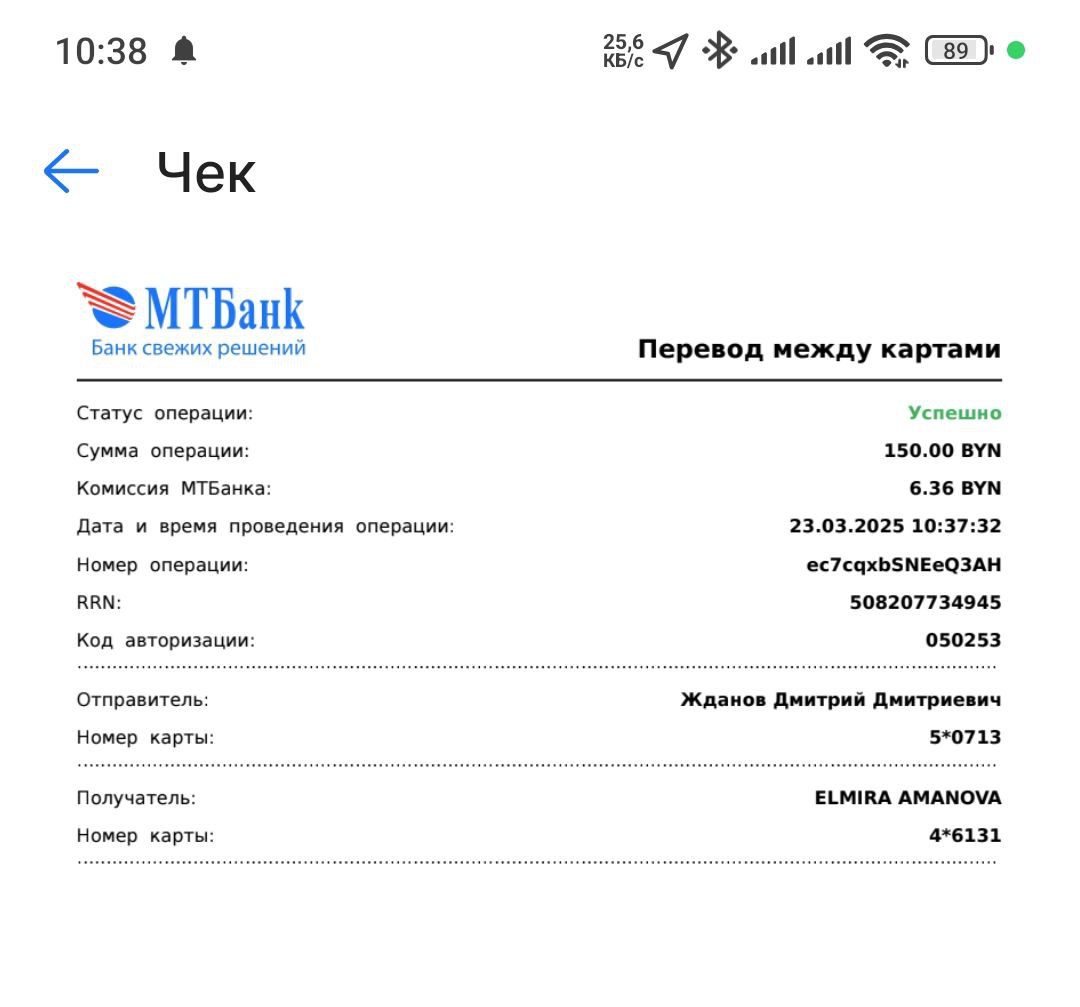 10:38
25,6 КБ/с 89
Чек
МТБанк
Банк свежих решений
Перевод между картами
Статус операции: Успешно
Сумма операции: 150.00 BYN
Комиссия МТБанка: 6.36 BYN
Дата и время проведения операции: 23.03.2025 10:37:32
Номер операции: ec7cqxbSNEeQ3AH
RRN: 508207734945
Код авторизации: 050253
Отправитель: Жданов Дмитрий Дмитриевич
Номер карты: 5*0713
Получатель: ELMIRA AMANOVA
Номер карты: 4*6131